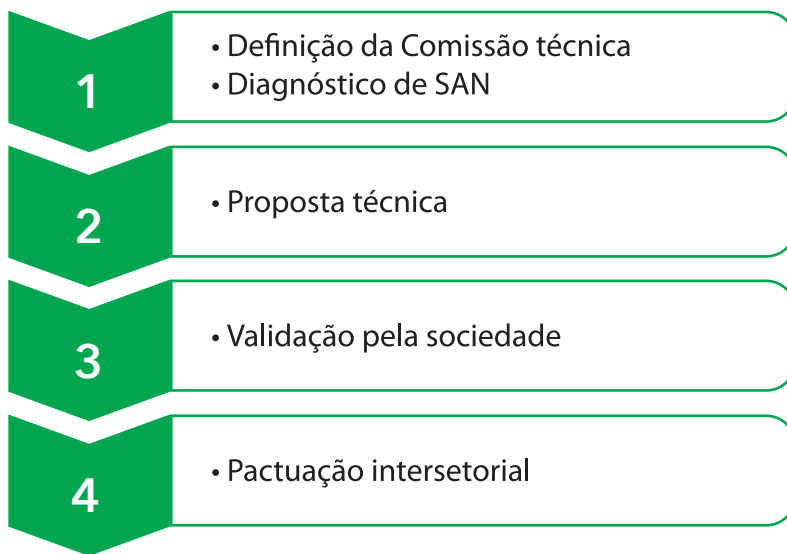 1
• Definição da Comissão técnica
• Diagnóstico de SAN
2
• Proposta técnica
3
• Validação pela sociedade
4
• Pactuação intersetorial